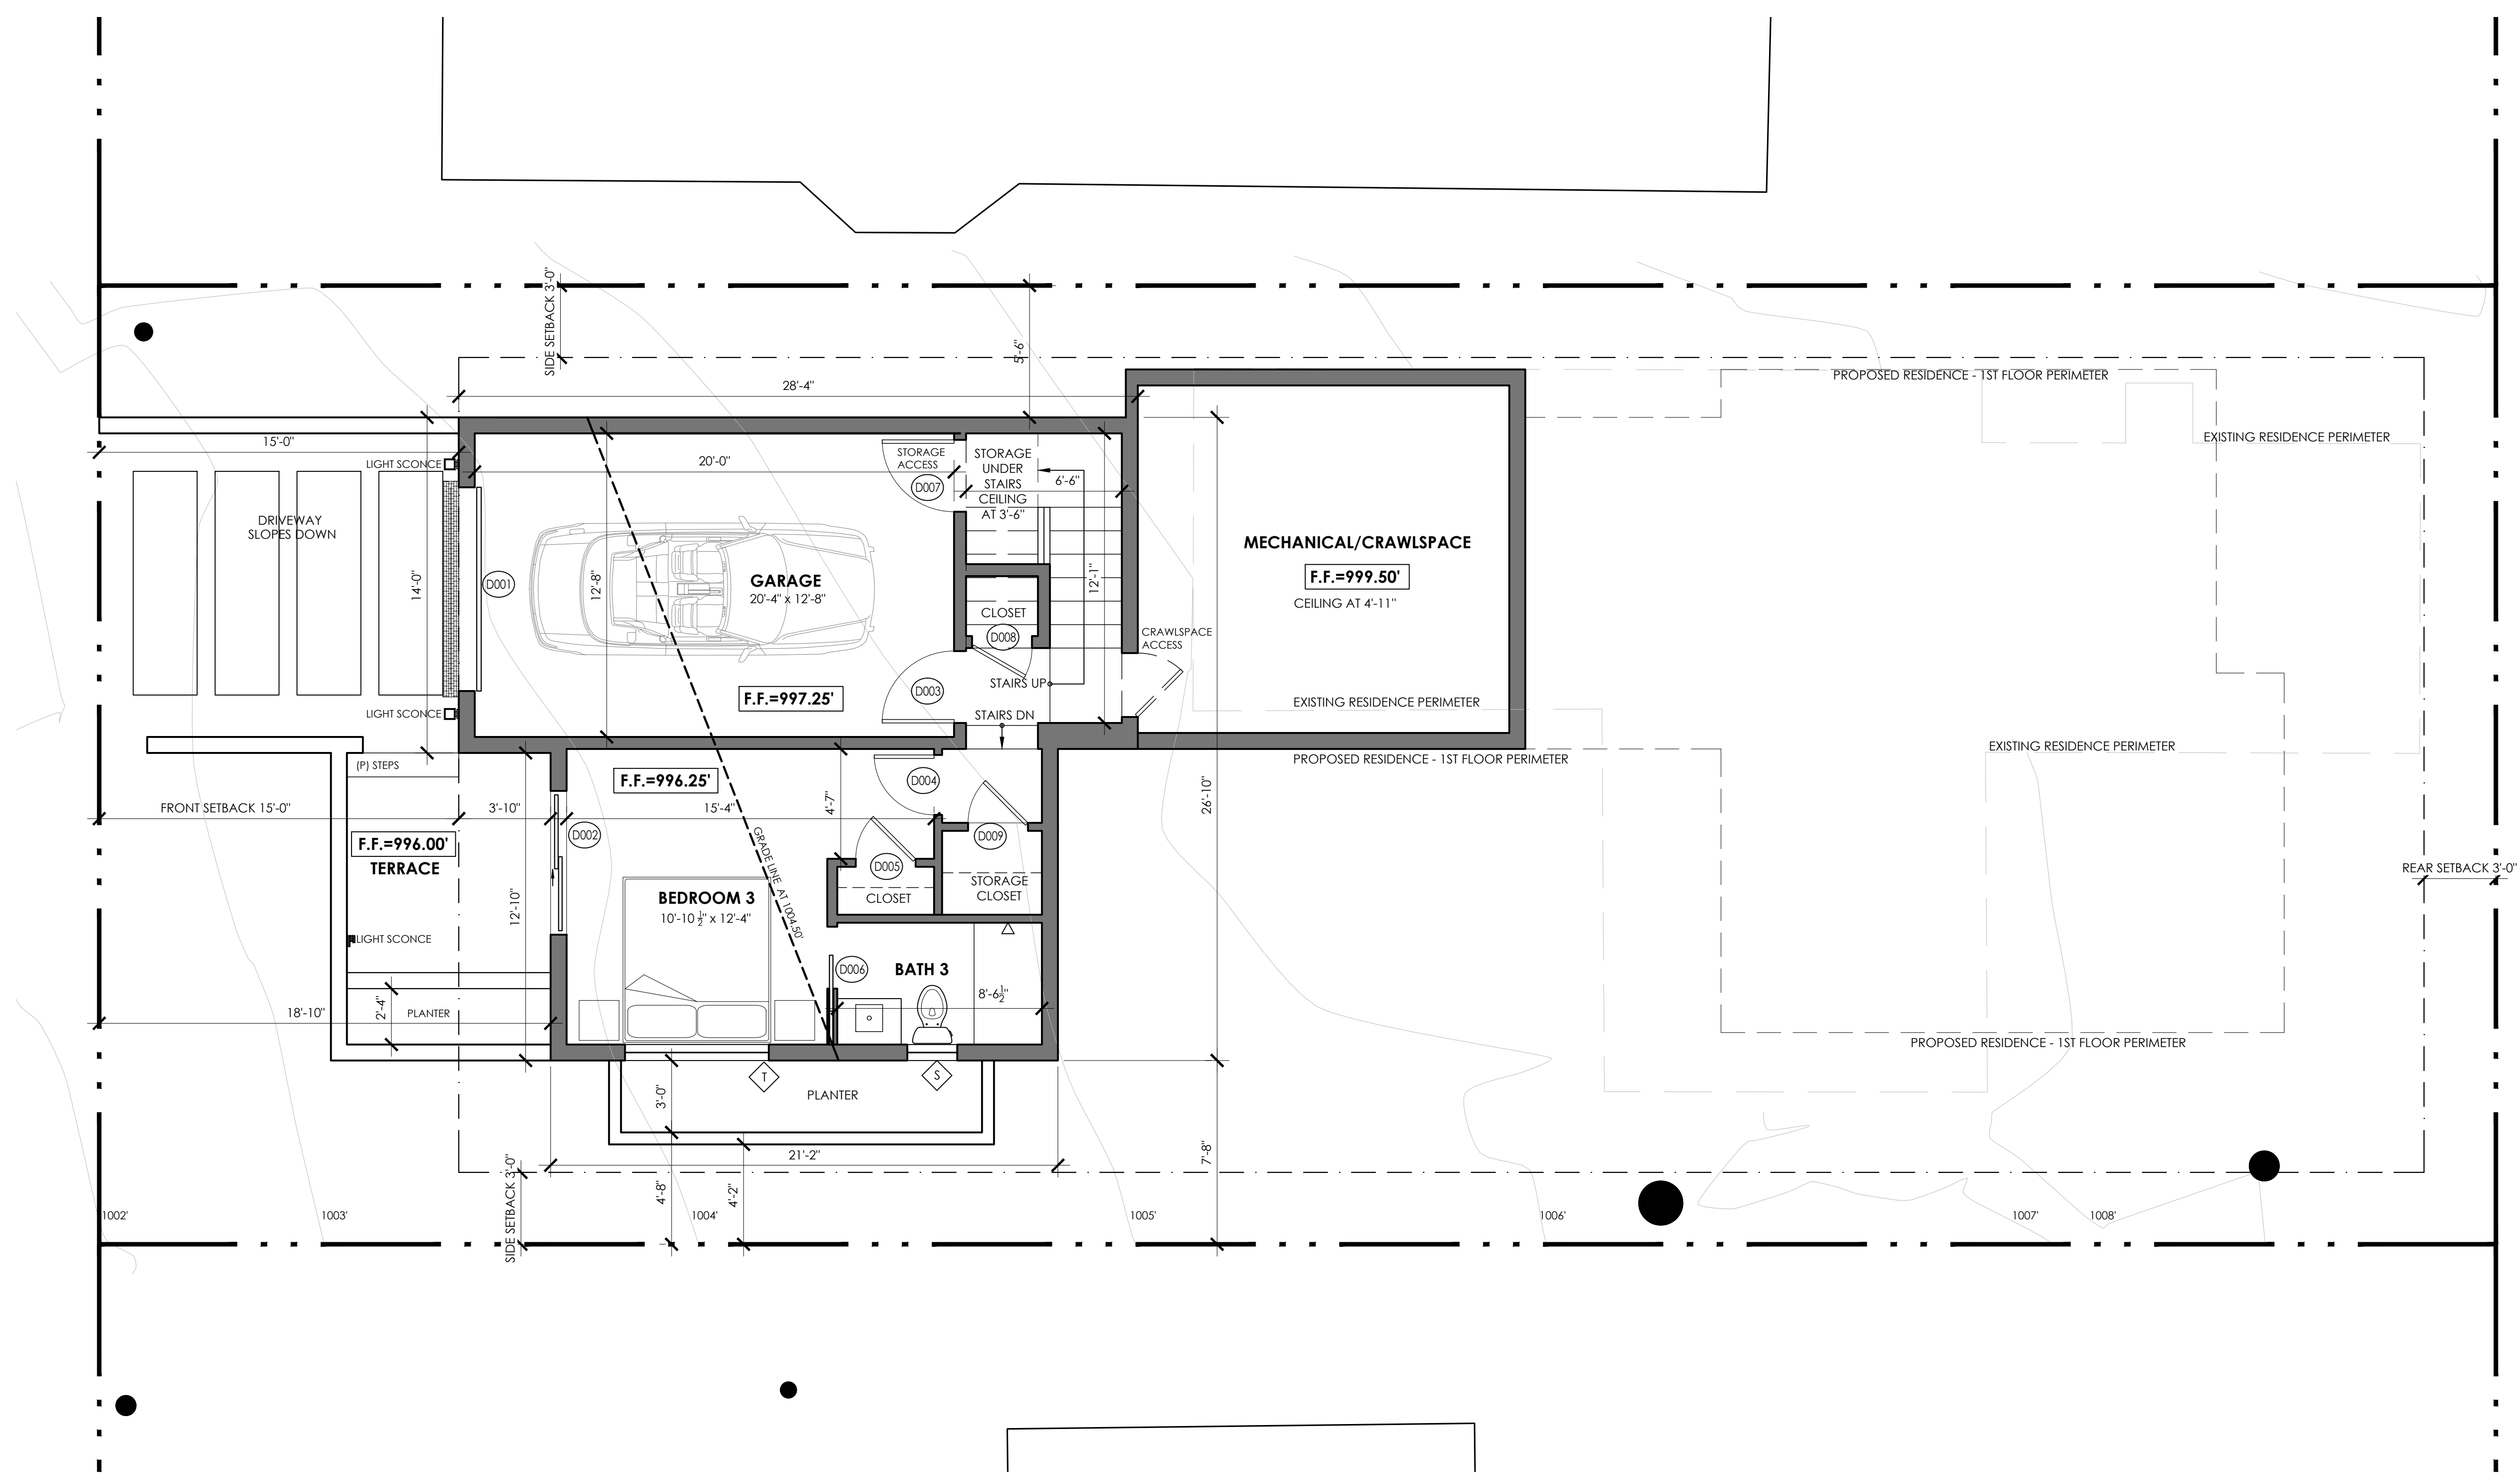 SIDE SETBACK 3'-0"
5'-6"
28'-4"
PROPOSED RESIDENCE - 1ST FLOOR PERIMETER
15'-0"
EXISTING RESIDENCE PERIMETER
LIGHT SCONCE
20'-0"
STORAGE
ACCESS
D007
STORAGE
UNDER
STAIRS
CEILING
AT 3'-6"
6'-6"
DRIVEWAY
SLOPES DOWN
14'-0"
D001
12'-8"
GARAGE
20'-4" x 12'-8"
12'-1"
MECHANICAL/CRAWLSPACE
F.F.=999.50'
CEILING AT 4'-11"
CLOSET
D008
CRAWLSPACE
ACCESS
STAIRS UP
D003
F.F.=997.25'
EXISTING RESIDENCE PERIMETER
LIGHT SCONCE
STAIRS DN
EXISTING RESIDENCE PERIMETER
PROPOSED RESIDENCE - 1ST FLOOR PERIMETER
(P) STEPS
F.F.=996.25'
D004
FRONT SETBACK 15'-0"
3'-10"
15'-4"
4'-7"
26'-10"
D002
D009
F.F.=996.00'
TERRACE
GRADE LINE AT 1004.50'
D005
CLOSET
STORAGE
CLOSET
REAR SETBACK 3'-0"
BEDROOM 3
10'-10 ½" x 12'-4"
12'-10"
LIGHT SCONCE
D006
BATH 3
8'-6½"
18'-10"
2'-4"
PLANTER
PROPOSED RESIDENCE - 1ST FLOOR PERIMETER
T
S
3'-0"
PLANTER
21'-2"
7'-8"
SIDE SETBACK 3'-0"
4'-8"
4'-2"
1002'
1003'
1004'
1005'
1006'
1007'
1008'